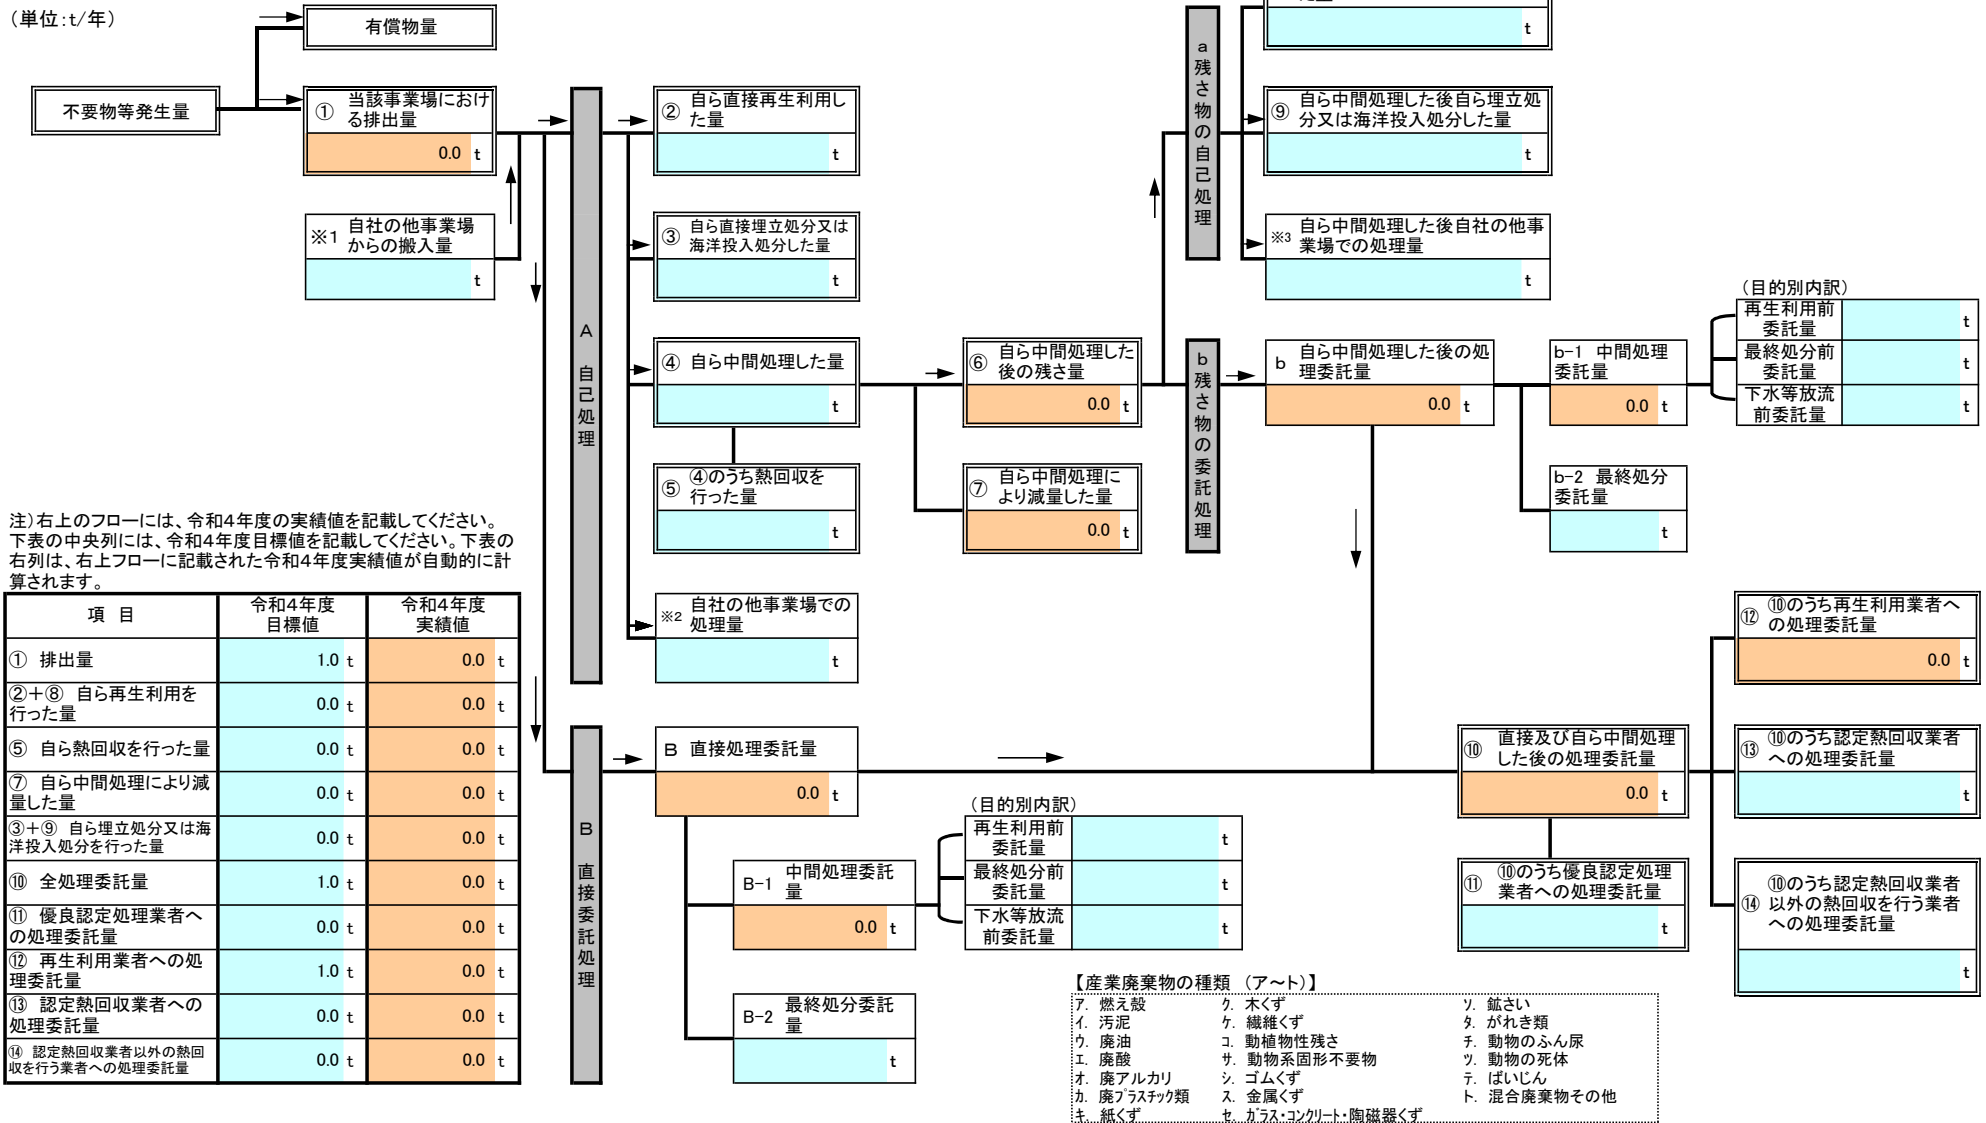 （単位：t/年）
有償物量
不要物等発生量
① 当該事業場におけ
る排出量
0.0 t
※1 自社の他事業場
からの搬入量
t
A 自己処理
② 自ら直接再生利用し
た量
t
③ 自ら直接埋立処分又は
海洋投入処分した量
t
④ 自ら中間処理した量
t
⑤ ④のうち熱回収を
行った量
t
※2 自社の他事業場での
処理量
t
⑥ 自ら中間処理した
後の残さ量
0.0 t
⑦ 自ら中間処理に
より減量した量
0.0 t
a 残さ物の自己処理
t
⑨ 自ら中間処理した後自ら埋立処
分又は海洋投入処分した量
t
※3 自ら中間処理した後自社の他事
業場での処理量
t
b 残さ物の委託処理
b 自ら中間処理した後の処
理委託量
0.0 t
b-1 中間処理
委託量
0.0 t
b-2 最終処分
委託量
t
（目的別内訳）
再生利用前
委託量
t
最終処分前
委託量
t
下水等放流
前委託量
t
注）右上のフローには、令和4年度の実績値を記載してください。
下表の中央列には、令和4年度目標値を記載してください。下表の
右列は、右上フローに記載された令和4年度実績値が自動的に計
算されます。
項 目 令和4年度 目標値 令和4年度 実績値
① 排出量 1.0 t 0.0 t
②＋⑧ 自ら再生利用を
行った量 0.0 t 0.0 t
⑤ 自ら熱回収を行った量 0.0 t 0.0 t
⑦ 自ら中間処理により減
量した量 0.0 t 0.0 t
③＋⑨ 自ら埋立処分又は海
洋投入処分を行った量 0.0 t 0.0 t
⑩ 全処理委託量 1.0 t 0.0 t
⑪ 優良認定処理業者へ
の処理委託量 0.0 t 0.0 t
⑫ 再生利用業者への処
理委託量 1.0 t 0.0 t
⑬ 認定熱回収業者への
処理委託量 0.0 t 0.0 t
⑭ 認定熱回収業者以外の熱回
収を行う業者への処理委託量 0.0 t 0.0 t
B 直接委託処理
B 直接処理委託量
0.0 t
B-1 中間処理委託
量
0.0 t
B-2 最終処分委託
量
t
（目的別内訳）
再生利用前
委託量
t
最終処分前
委託量
t
下水等放流
前委託量
t
⑩ 直接及び自ら中間処理
した後の処理委託量
0.0 t
⑪ ⑩のうち優良認定処理
業者への処理委託量
t
⑫ ⑩のうち再生利用業者へ
の処理委託量
0.0 t
⑬ ⑩のうち認定熱回収業者
への処理委託量
t
⑭ ⑩のうち認定熱回収業者
以外の熱回収を行う業者
への処理委託量
t
【産業廃棄物の種類 （ア～ト）】
ア. 燃え殻 ク. 木くず ソ. 鉱さい
イ. 汚泥 ケ. 繊維くず タ. がれき類
ウ. 廃油 コ. 動植物性残さ チ. 動物のふん尿
エ. 廃酸 サ. 動物系固形不要物 ツ. 動物の死体
オ. 廃アルカリ シ. ゴムくず テ. ばいじん
カ. 廃プラスチック類 ス. 金属くず ト. 混合廃棄物その他
キ. 紙くず セ. ガラス・コンクリート・陶磁器くず